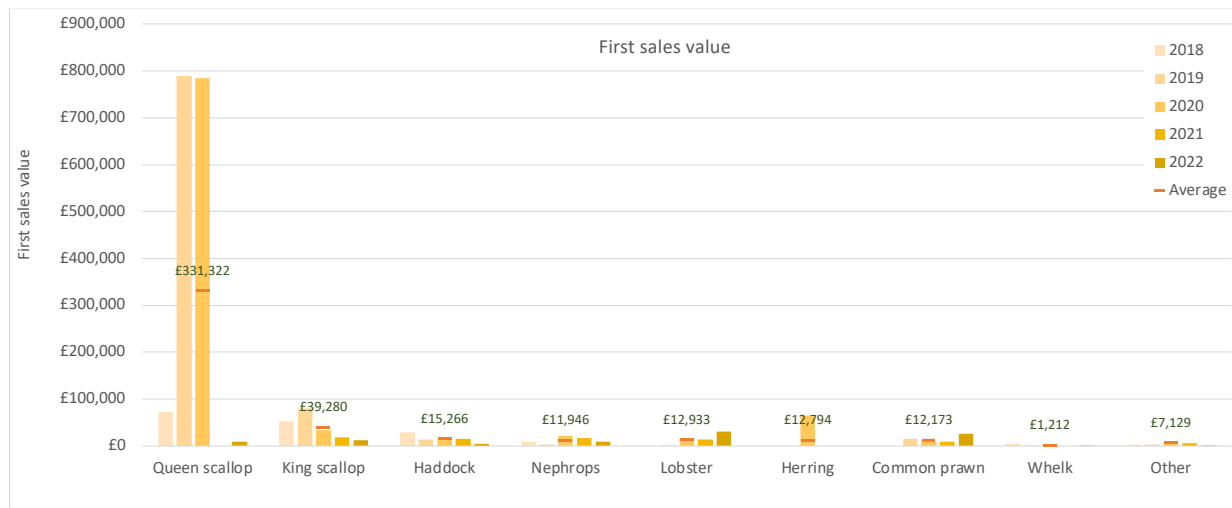 £900,000
First sales value
£800,000
£700,000
£600,000
£500,000
£400,000
£300,000
£200,000
£100,000
£0
First sales value
2018
2019
2020
2021
2022
Average
£331,322
£39,280
£15,266
£11,946
£12,933
£12,794
£12,173
£1,212
£7,129
Queen scallop
King scallop
Haddock
Nephrops
Lobster
Herring
Common prawn
Whelk
Other